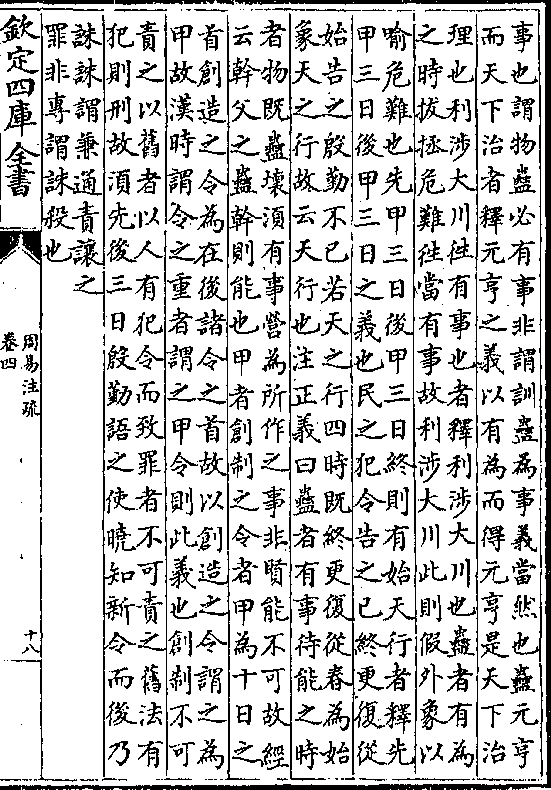 事也謂物蠱必有事非謂訓蠱爲事義當然也蠱元亨
而天下治者釋元亨之義以有為而得元亨是天下治
理也利涉大川徃有事也者釋利涉大川也蠱者有為
之時拔拯危難徃當有事故利涉大川此則假外象以
喻危難也先甲三日後甲三日終則有始天行者釋先
甲三日後甲三日之義也民之犯令告之已終更復從
始告之殷勤不已若天之行四時既終更復從春為始
象天之行故云天行也注正義曰蠱者有事待能之時
者物既蠱壞湏有事營為所作之事非賢能不可故經
云幹父之蠱幹則能也甲者創制之令者甲為十日之
首創造之令為在後諸令之首故以創造之令謂之為
甲故漢時謂令之重者謂之甲令則此義也創制不可
責之以舊者以人有犯令而致罪者不可責之舊法有
犯則刑故湏先後三日殷勤語之使曉知新令而後乃
誅誅謂兼通責讓之
罪非專謂誅殺也
欽定四庫全書
周易注疏
卷四
十八